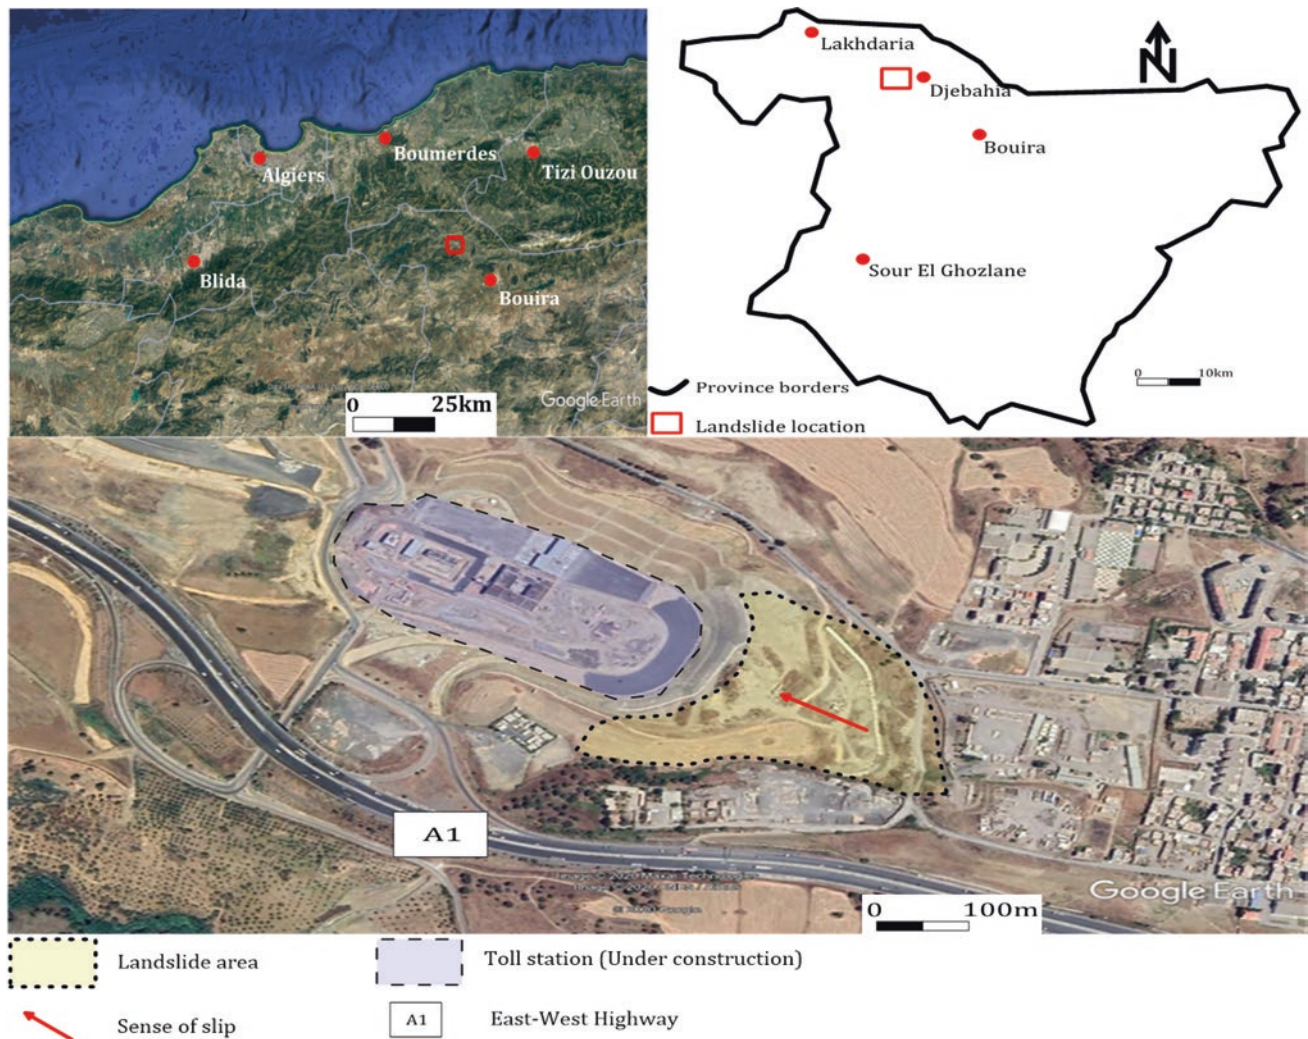 Algiers
Boumerdes
Tizi Ouzou
Blida
Bouira
0 25km
Google Earth
Lakhdaria
Djebahia
Bouira
Sour El Ghozlane
N
0 10km
Province borders
Landslide location
A1
Google Earth
0 100m
Landslide area
Toll station (Under construction)
Sense of slip
A1
East-West Highway